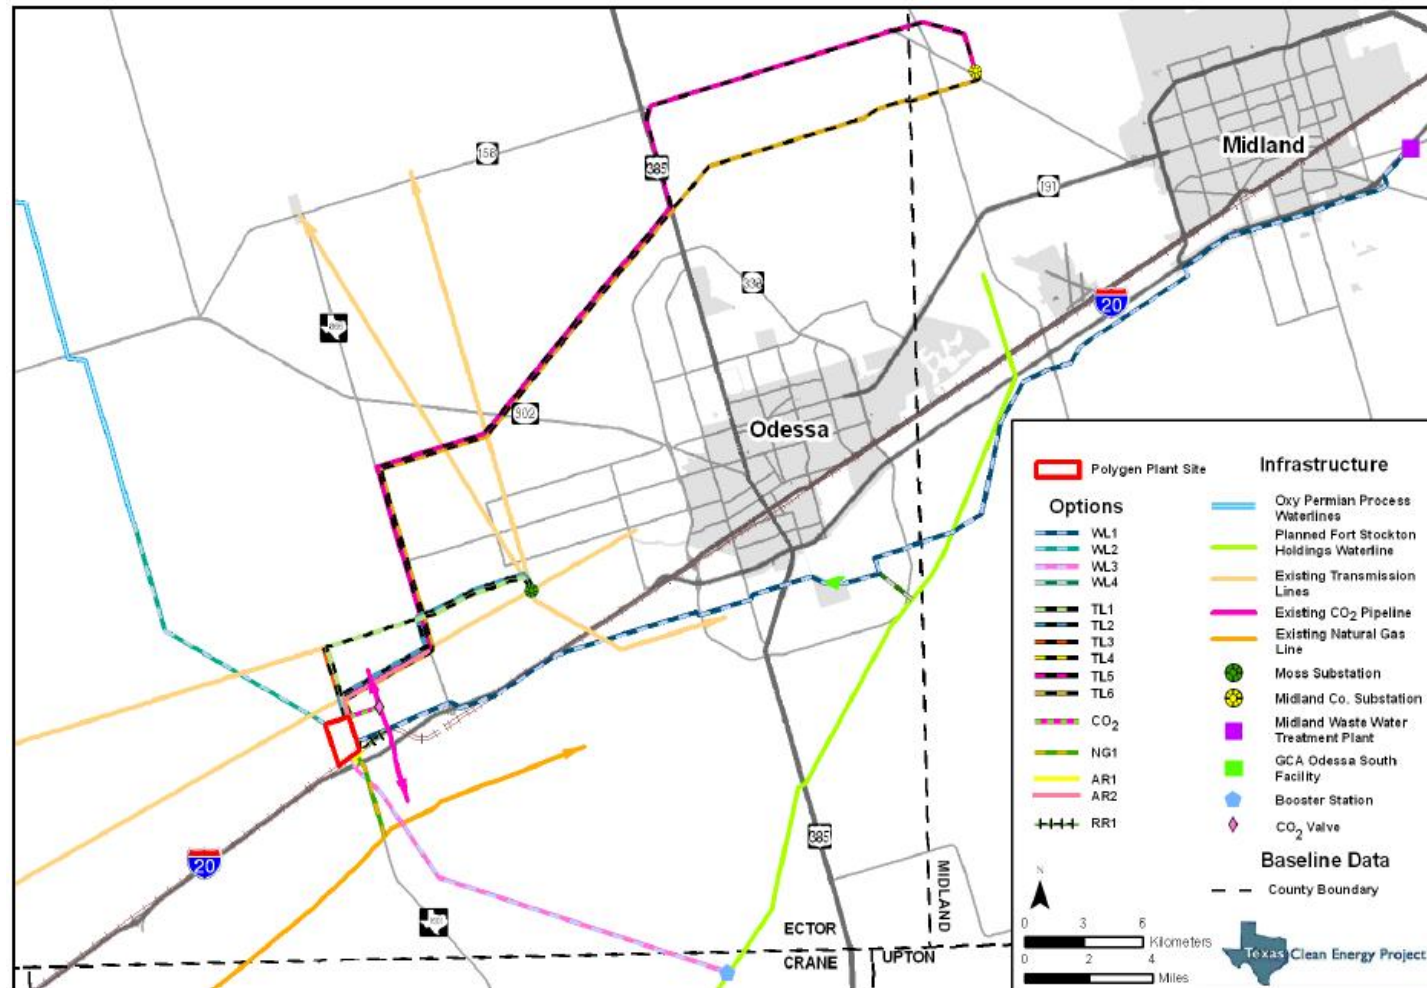 158
385
Midland
191
338
20
302
Odessa
Polygen Plant Site
Infrastructure
Options
WL1
WL2
WL3
WL4
TL1
TL2
TL3
TL4
TL5
TL6
CO2
NG1
AR1
AR2
RR1
Oxy Permian Process
Waterlines
Planned Fort Stockton
Holdings Waterline
Existing Transmission
Lines
Existing CO2 Pipeline
Existing Natural Gas
Line
Moss Substation
Midland Co. Substation
Midland Waste Water
Treatment Plant
GCA Odessa South
Facility
Booster Station
CO2 Valve
Baseline Data
County Boundary
N
0 3 6
Kilometers
0 2 4
Miles
Texas Clean Energy Project
20
385
MIDLAND
ECTOR
CRANE
UPTON